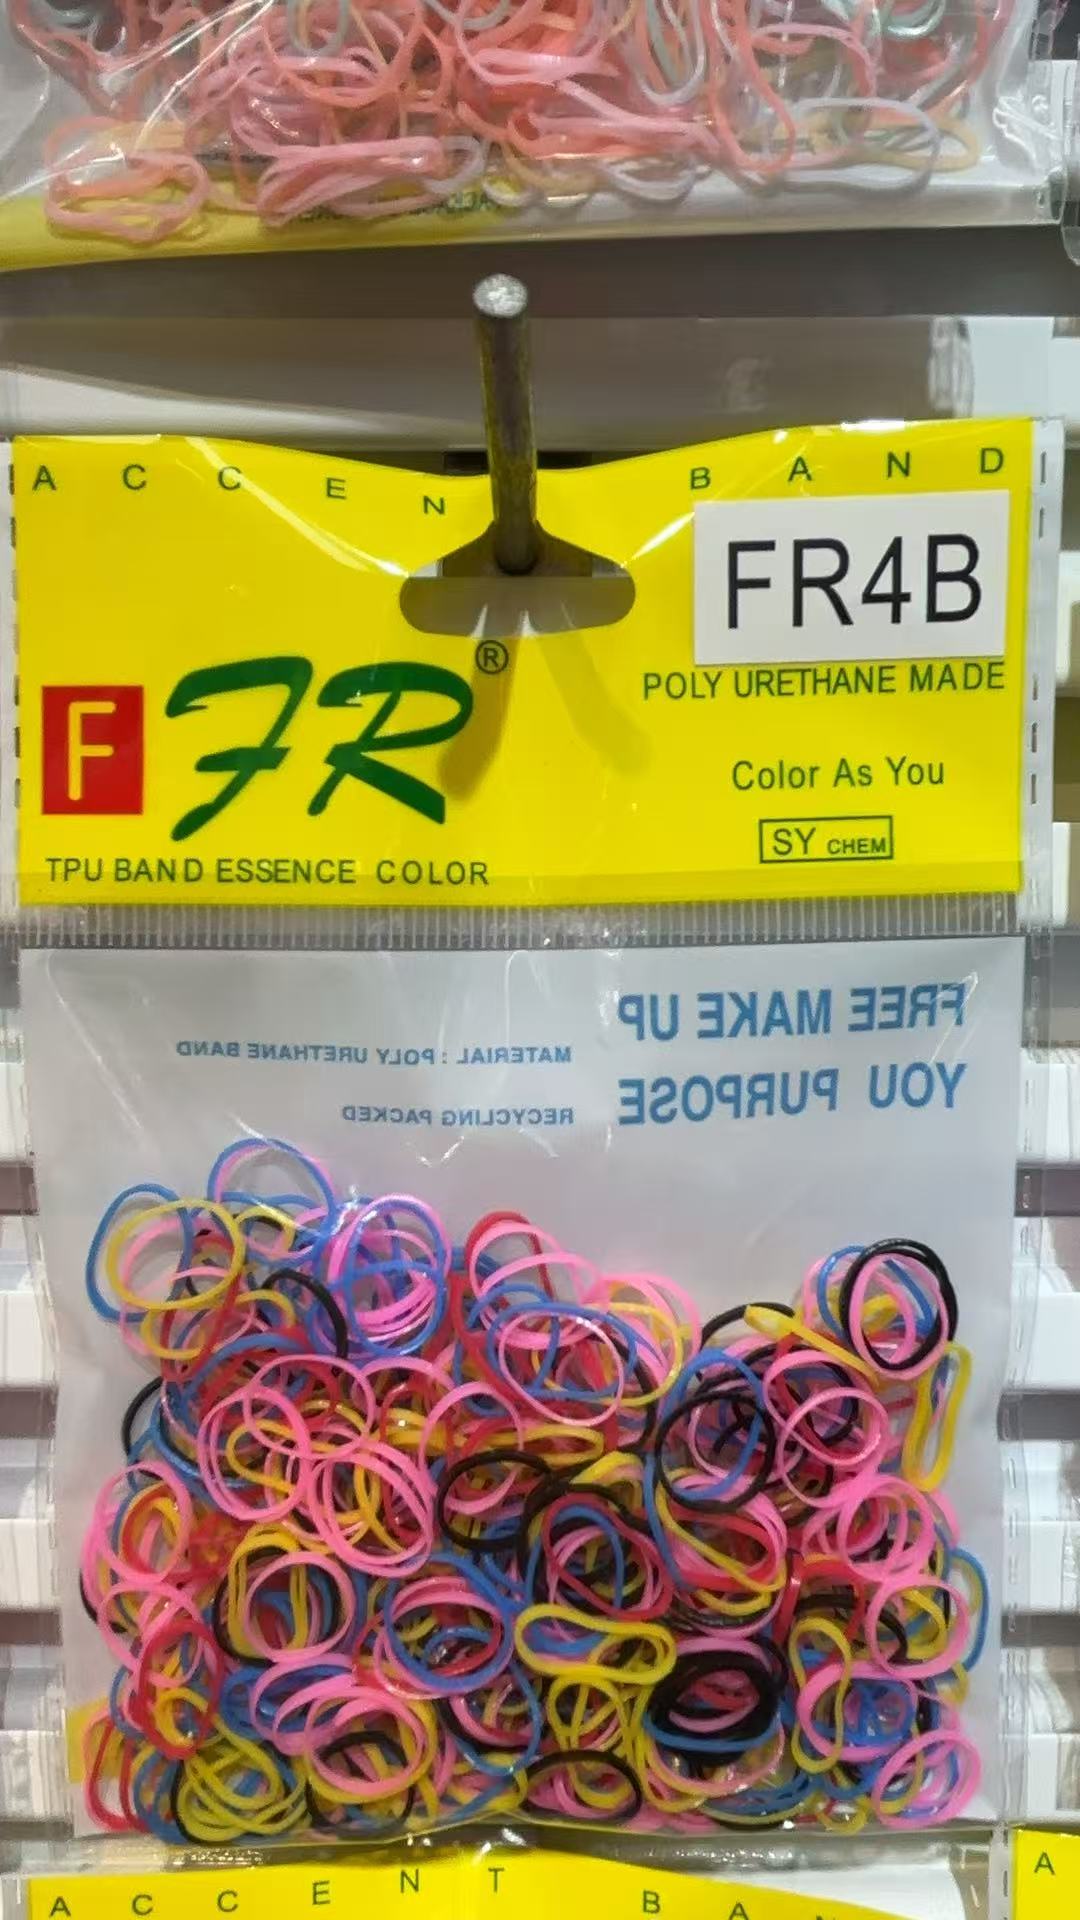 ACCEN BAND
FR4B
F FR®
POLY URETHANE MADE
Color As You
SY CHEM
TPU BAND ESSENCE COLOR
FREE MAKE UP
YOU PURPOSE
MATERIAL : POLY URETHANE BAND
RECYCLING PACKED
ACCENT BA
A